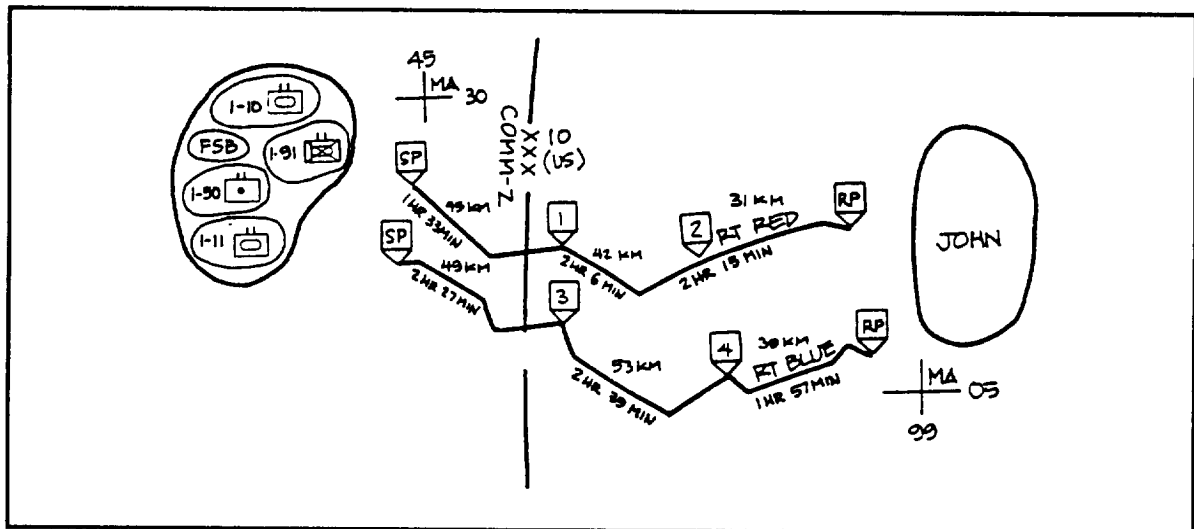 45
MA
30
1-10
FSB
1-91
1-50
1-11
COMM-Z
XXX
10
(US)
SP
45 KM
1 HR 33 MIN
1
42 KM
2 HR 6 MIN
2
31 KM
RT RED
2 HR 15 MIN
RP
JOHN
SP
49 KM
2 HR 27 MIN
3
53 KM
2 HR 39 MIN
4
39 KM
RT BLUE
1 HR 57 MIN
RP
MA
05
99